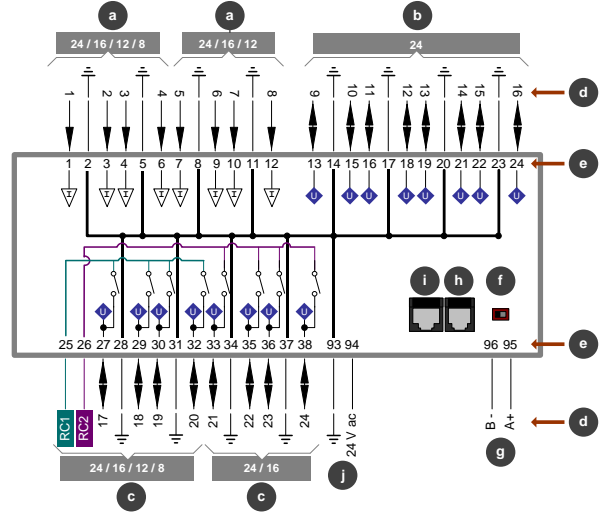 a a b
24 / 16 / 12 / 8 24 / 16 / 12 24
1 2 3 4 5 6 7 8 9 10 11 12 13 14 15 16 d
1 2 3 4 5 6 7 8 9 10 11 12 13 14 15 16 17 18 19 20 21 22 23 24 e
I I I I I I I I U U U U U U U U
i h f
U U U U U U U
25 26 27 28 29 30 31 32 33 34 35 36 37 38 93 94 96 95 e
RC1 RC2 17 18 19 20 21 22 23 24 24 V ac B - A+ d
g
24 / 16 / 12 / 8 24 / 16 j
c c